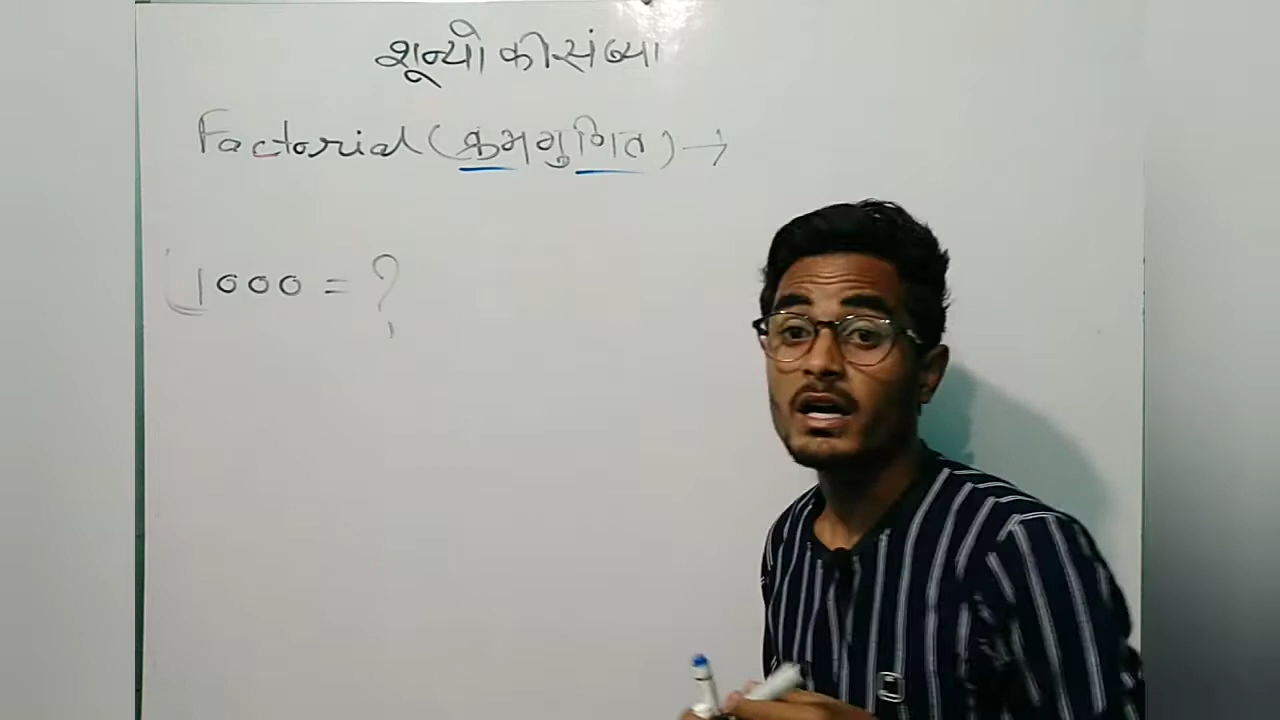 शून्यो की संख्या
Factorial (क्रमगुणित) →
⌊1000 = ?